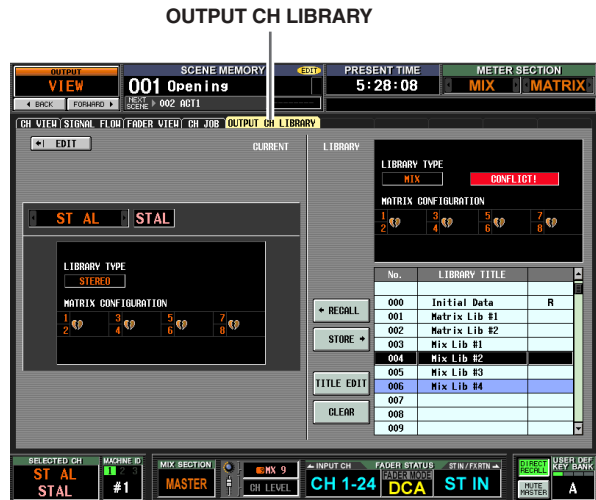 OUTPUT CH LIBRARY
OUTPUT
VIEW
BACK FORWARD
SCENE MEMORY EDIT
001 Opening
NEXT SCENE 002 ACT1
PRESENT TIME
5:28:08
METER SECTION
MIX MATRIX
CH VIEW SIGNAL FLOW FADER VIEW CH JOB OUTPUT CH LIBRARY
EDIT CURRENT
ST AL STAL
LIBRARY TYPE
STEREO
MATRIX CONFIGURATION
1 3 5 7
2 4 6 8
LIBRARY
LIBRARY TYPE
MIX CONFLICT!
MATRIX CONFIGURATION
1 3 5 7
2 4 6 8
RECALL
STORE
TITLE EDIT
CLEAR
No. LIBRARY TITLE
000 Initial Data R
001 Matrix Lib #1
002 Matrix Lib #2
003 Mix Lib #1
004 Mix Lib #2
005 Mix Lib #3
006 Mix Lib #4
007
008
009
SELECTED CH
ST AL
STAL
MACHINE ID
1 2 3
#1
MIX SECTION
MASTER
MX 9
CH LEVEL
INPUT CH FADER STATUS ST IN / FXRTN
CH 1-24
FADER MODE
DCA
ST IN
DIRECT RECALL
MUTE MASTER
USER DEF KEY BANK
A